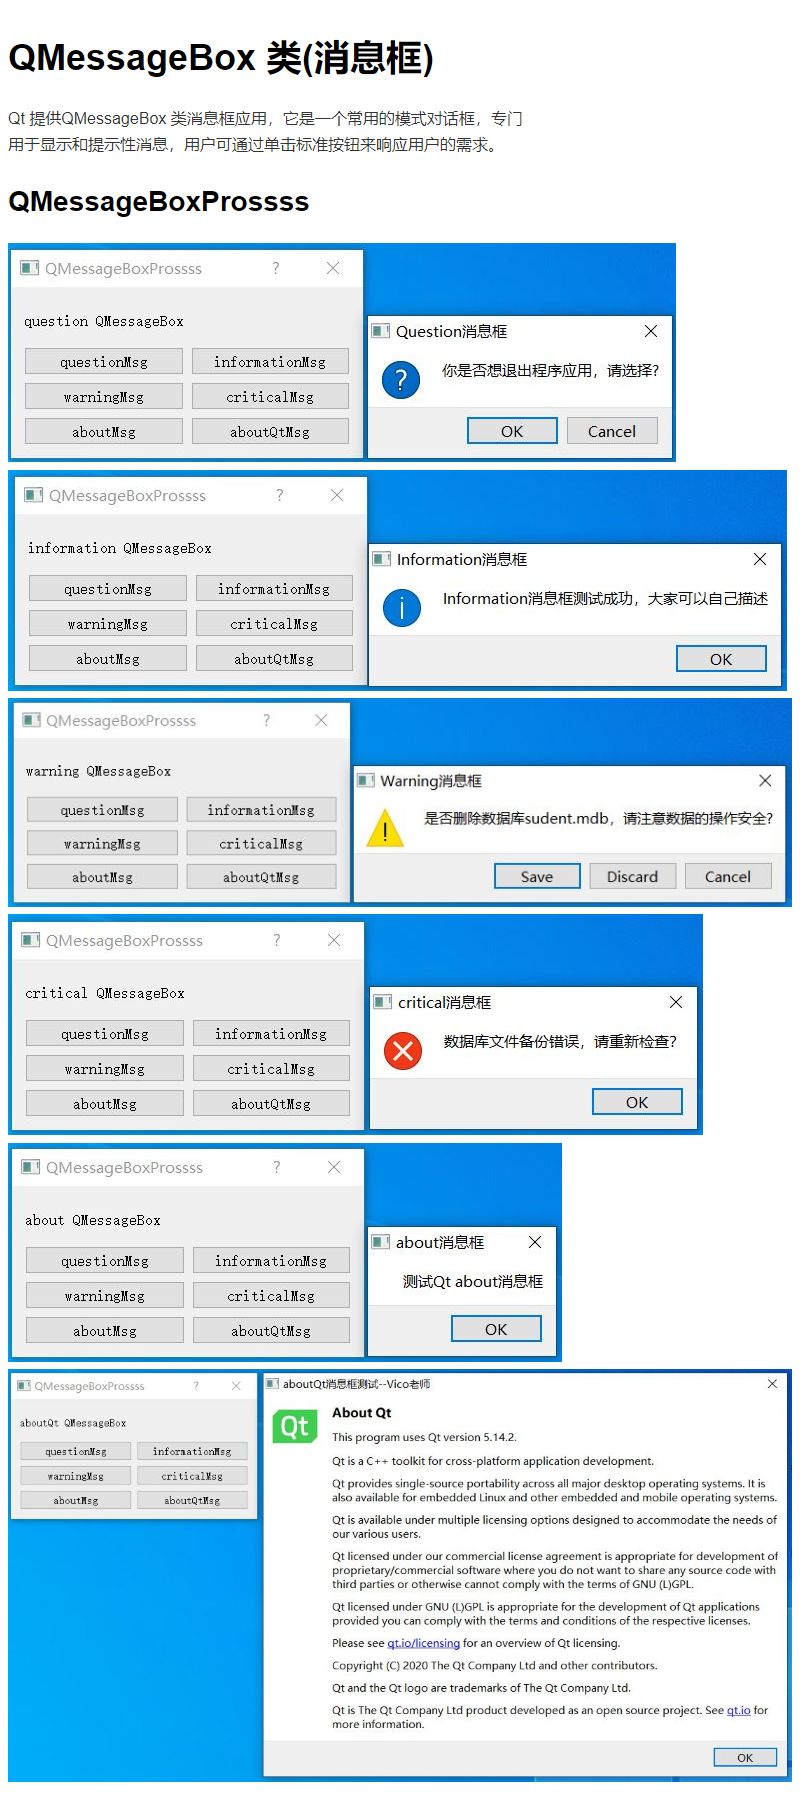 QMessageBox 类(消息框)
Qt 提供QMessageBox 类消息框应用，它是一个常用的模式对话框，专门
用于显示和提示性消息，用户可通过单击标准按钮来响应用户的需求。
QMessageBoxProssss
QMessageBoxProssss ?
question QMessageBox
questionMsg informationMsg
warningMsg criticalMsg
aboutMsg aboutQtMsg
Question消息框
?
你是否想退出程序应用，请选择?
OK Cancel
QMessageBoxProssss ?
information QMessageBox
questionMsg informationMsg
warningMsg criticalMsg
aboutMsg aboutQtMsg
Information消息框
i
Information消息框测试成功，大家可以自己描述
OK
QMessageBoxProssss ?
warning QMessageBox
questionMsg informationMsg
warningMsg criticalMsg
aboutMsg aboutQtMsg
Warning消息框
!
是否删除数据库sudent.mdb，请注意数据的操作安全?
Save Discard Cancel
QMessageBoxProssss ?
critical QMessageBox
questionMsg informationMsg
warningMsg criticalMsg
aboutMsg aboutQtMsg
critical消息框
数据库文件备份错误，请重新检查?
OK
QMessageBoxProssss ?
about QMessageBox
questionMsg informationMsg
warningMsg criticalMsg
aboutMsg aboutQtMsg
about消息框
测试Qt about消息框
OK
QMessageBoxProssss ?
aboutQt QMessageBox
questionMsg informationMsg
warningMsg criticalMsg
aboutMsg aboutQtMsg
aboutQt消息框测试--Vico老师
Qt
About Qt
This program uses Qt version 5.14.2.
Qt is a C++ toolkit for cross-platform application development.
Qt provides single-source portability across all major desktop operating systems. It is
also available for embedded Linux and other embedded and mobile operating systems.
Qt is available under multiple licensing options designed to accommodate the needs of
our various users.
Qt licensed under our commercial license agreement is appropriate for development of
proprietary/commercial software where you do not want to share any source code with
third parties or otherwise cannot comply with the terms of GNU (L)GPL.
Qt licensed under GNU (L)GPL is appropriate for the development of Qt applications
provided you can comply with the terms and conditions of the respective licenses.
Please see qt.io/licensing for an overview of Qt licensing.
Copyright (C) 2020 The Qt Company Ltd and other contributors.
Qt and the Qt logo are trademarks of The Qt Company Ltd.
Qt is The Qt Company Ltd product developed as an open source project. See qt.io for
more information.
OK